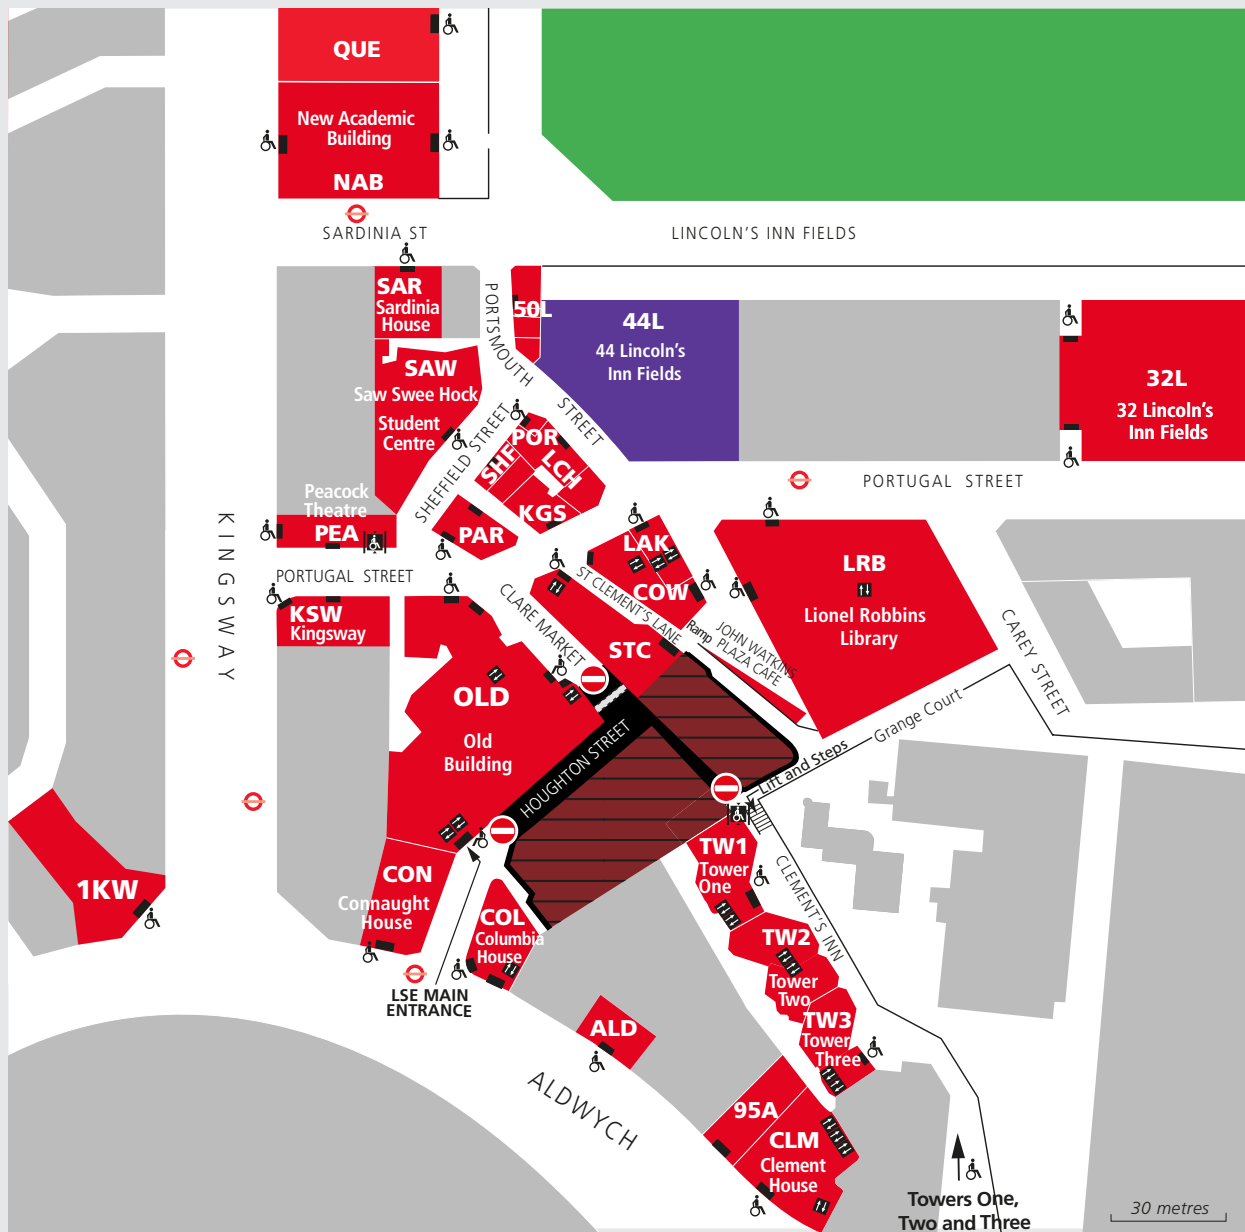 QUE
New Academic
Building
NAB
SARDINIA ST
LINCOLN'S INN FIELDS
SAR
Sardinia
House
PORTSMOUTH
STREET
50L
44L
44 Lincoln's
Inn Fields
32L
32 Lincoln's
Inn Fields
SAW
Saw Swee Hock
Student
Centre
SHEFFIELD STREET
POR
SHF
LCH
KGS
PORTUGAL STREET
Peacock
Theatre
PEA
PAR
LAK
COW
LRB
Lionel Robbins
Library
KINGSWAY
PORTUGAL STREET
KSW
Kingsway
CLARE MARKET
ST CLEMENT'S LANE
STC
Ramp
JOHN WATKINS
PLAZA CAFE
CAREY STREET
OLD
Old
Building
HOUGHTON STREET
Grange Court
Lift and Steps
1KW
CON
Connaught
House
COL
Columbia
House
LSE MAIN
ENTRANCE
TW1
Tower
One
CLEMENT'S INN
TW2
Tower
Two
TW3
Tower
Three
ALD
ALDWYCH
95A
CLM
Clement
House
Towers One,
Two and Three
30 metres